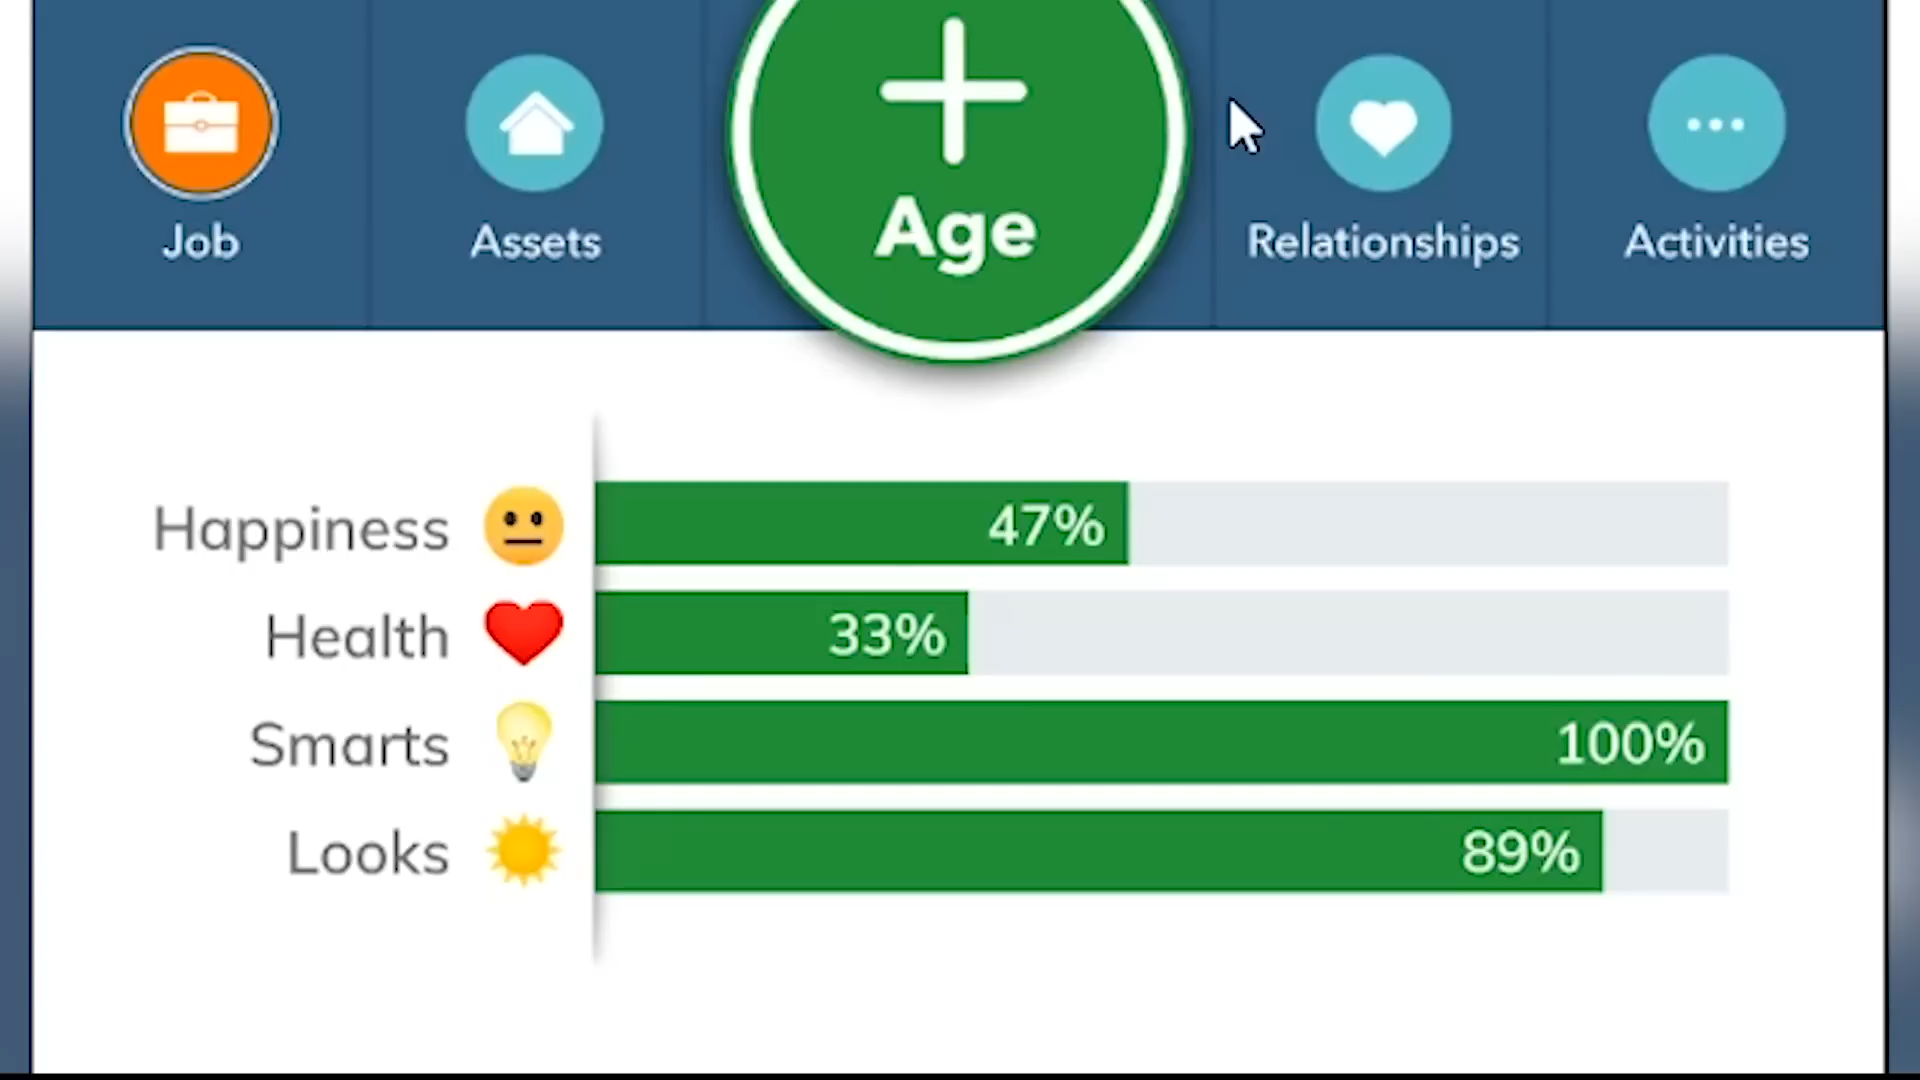 Age
Job
Assets
Relationships
Activities
Happiness 47%
Health 33%
Smarts 100%
Looks 89%